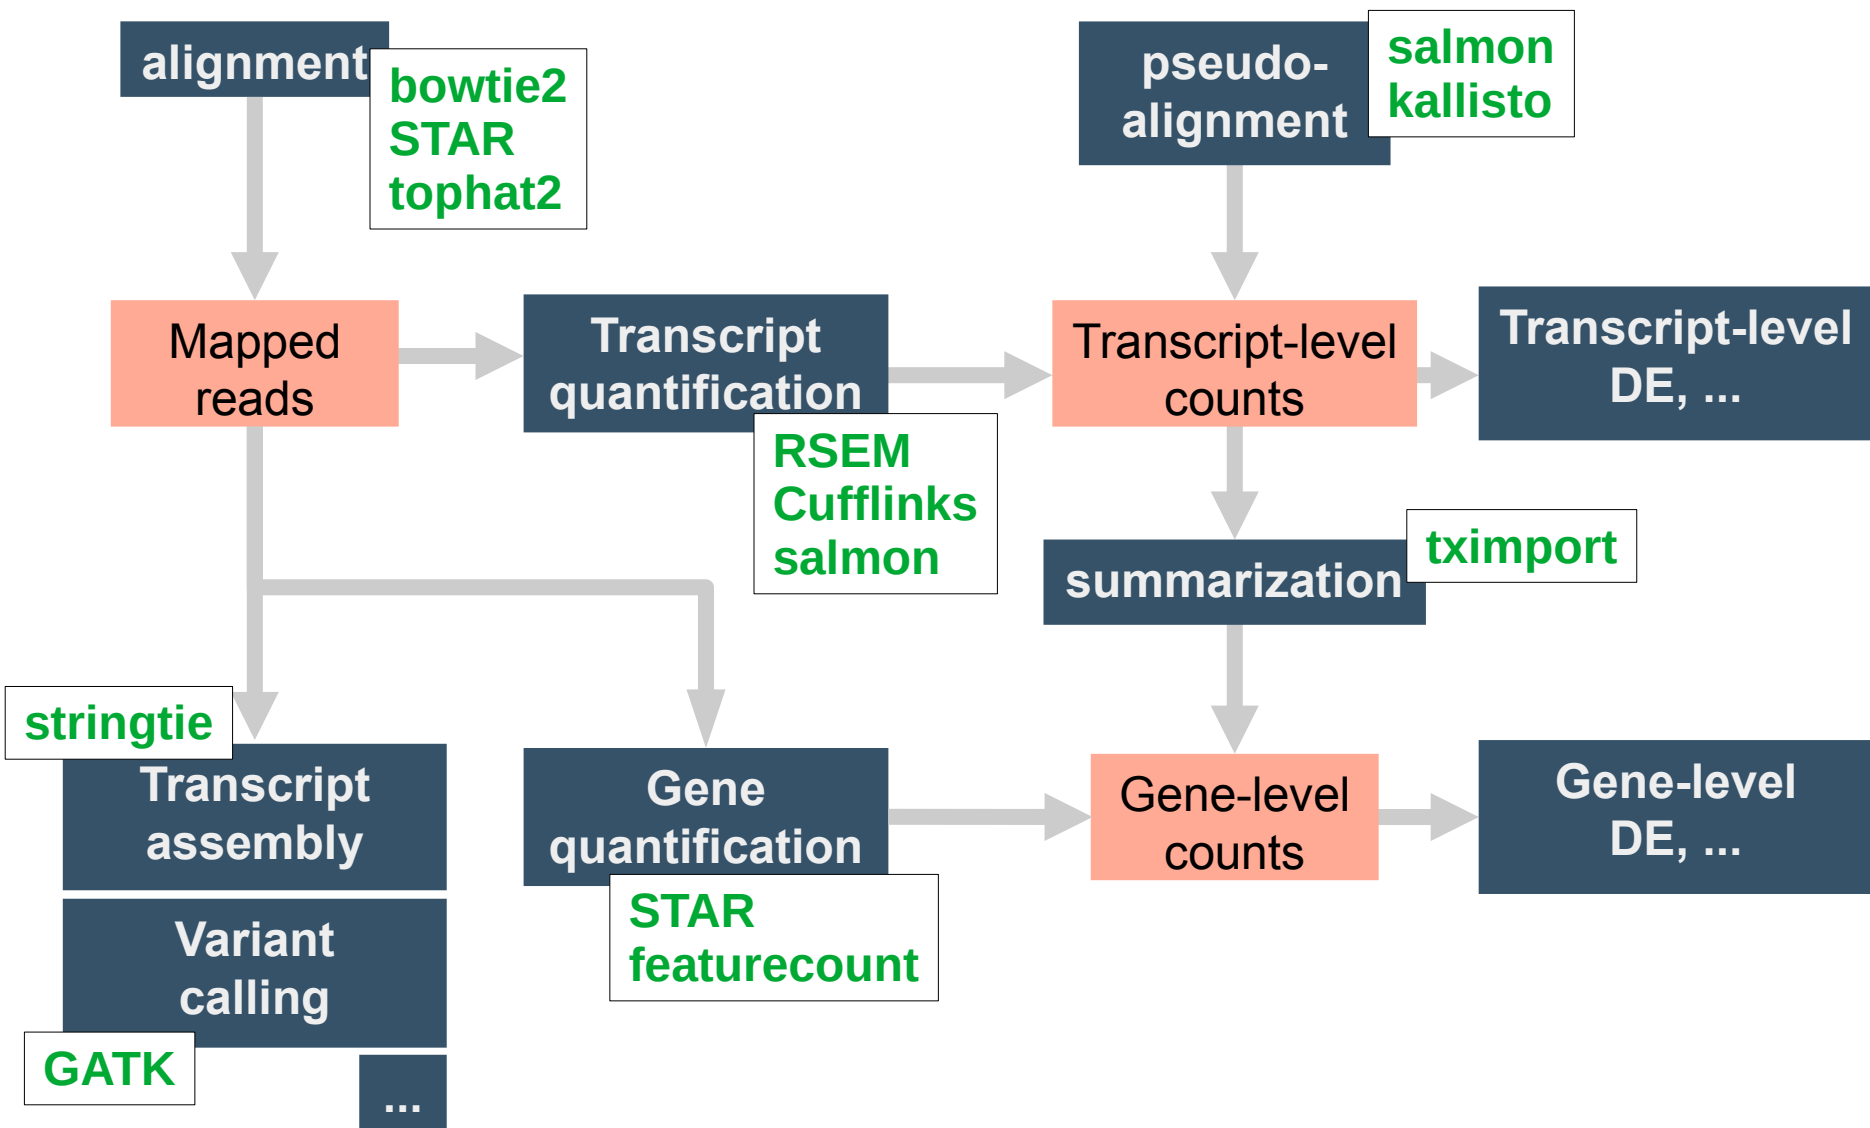 alignment
bowtie2
STAR
tophat2
pseudo-
alignment
salmon
kallisto
Mapped
reads
Transcript
quantification
RSEM
Cufflinks
salmon
Transcript-level
counts
Transcript-level
DE, ...
summarization
tximport
stringtie
Transcript
assembly
Variant
calling
GATK
...
Gene
quantification
STAR
featurecount
Gene-level
counts
Gene-level
DE, ...